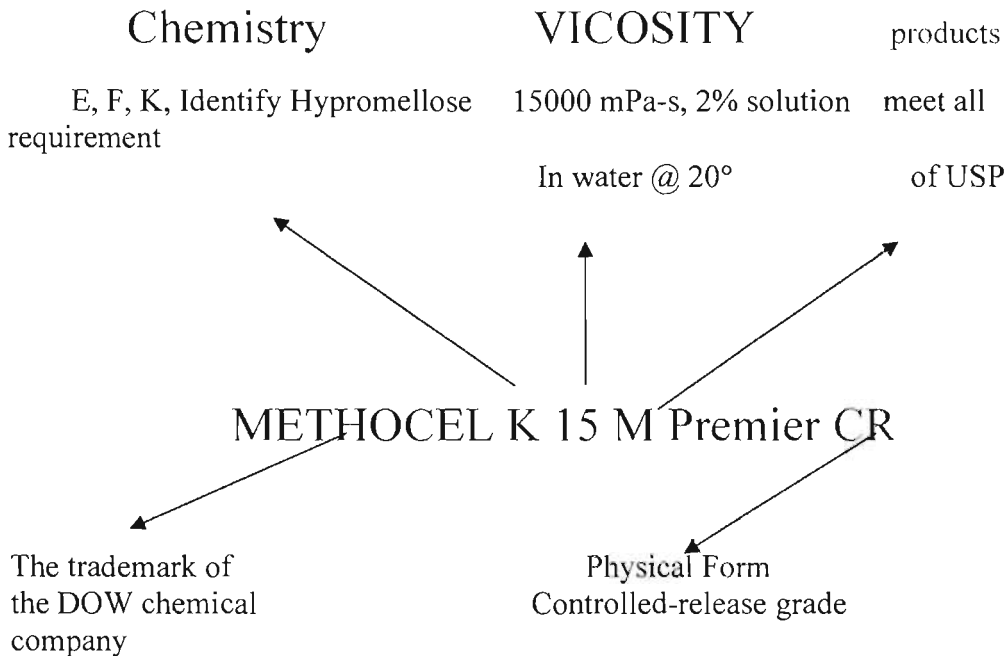 Chemistry VICOSITY products
E, F, K, Identify Hypromellose 15000 mPa-s, 2% solution meet all
requirement
In water @ 20° of USP
METHOCEL K 15 M Premier CR
The trademark of
the DOW chemical
company
Physical Form
Controlled-release grade